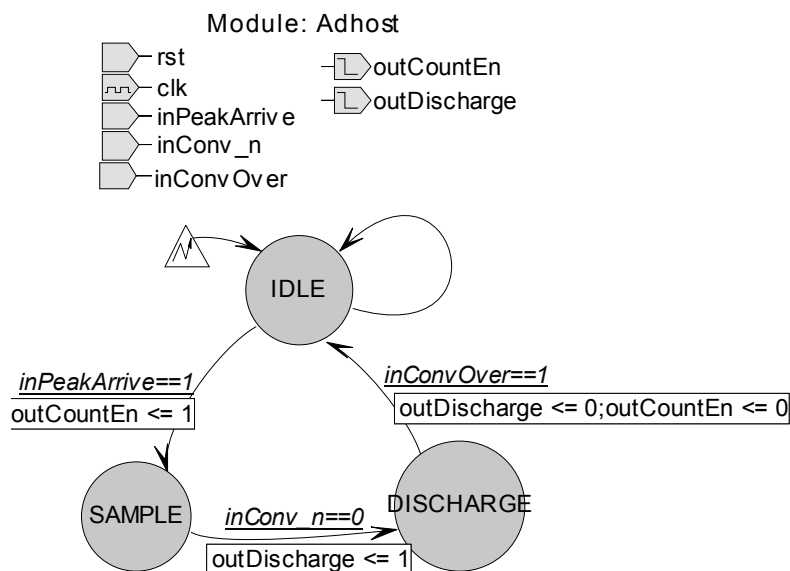 Module: Adhost
rst
clk
inPeakArrive
inConv_n
inConvOver
outCountEn
outDischarge
IDLE
inPeakArrive==1
outCountEn <= 1
inConvOver==1
outDischarge <= 0;outCountEn <= 0
SAMPLE
inConv_n==0
outDischarge <= 1
DISCHARGE